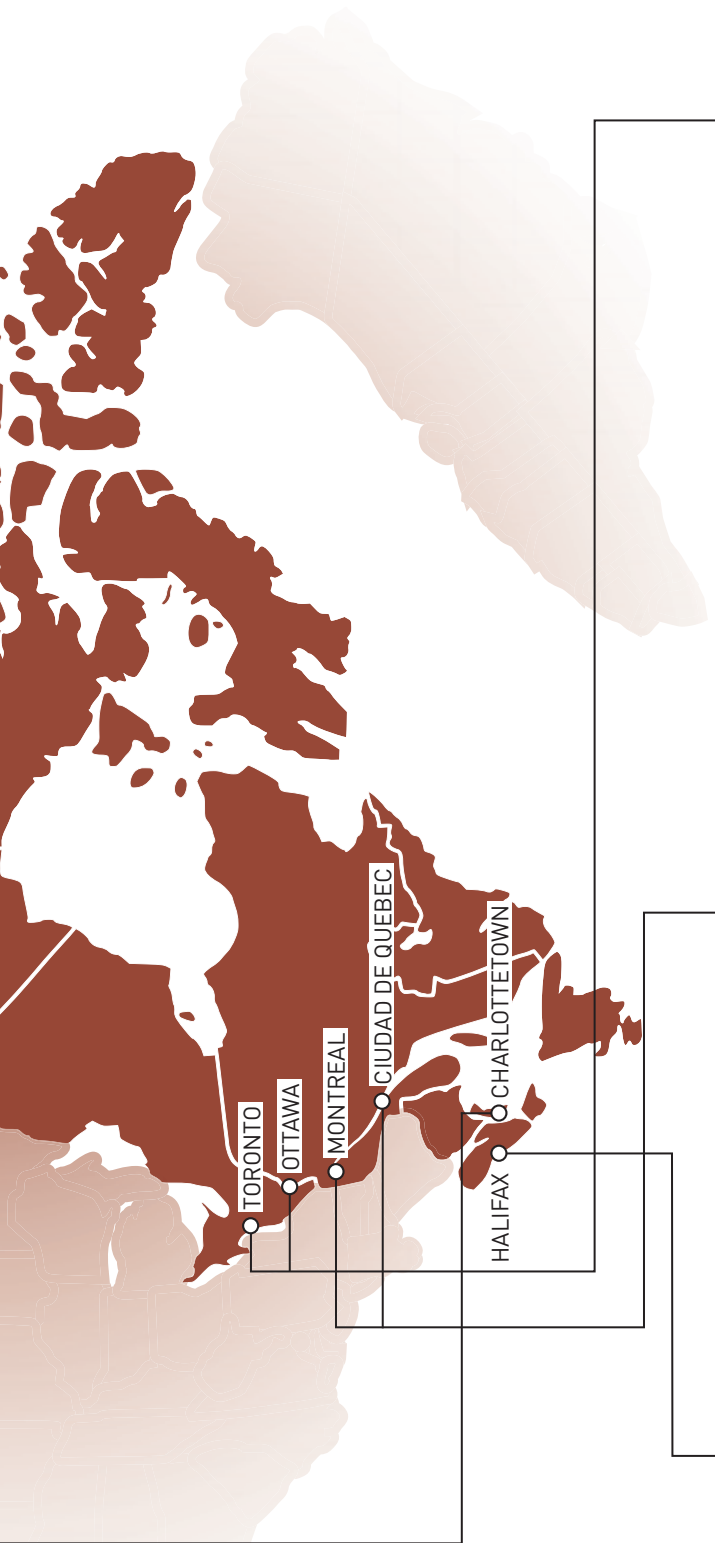 TORONTO
OTTAWA
MONTREAL
CIUDAD DE QUEBEC
CHARLOTTETOWN
HALIFAX